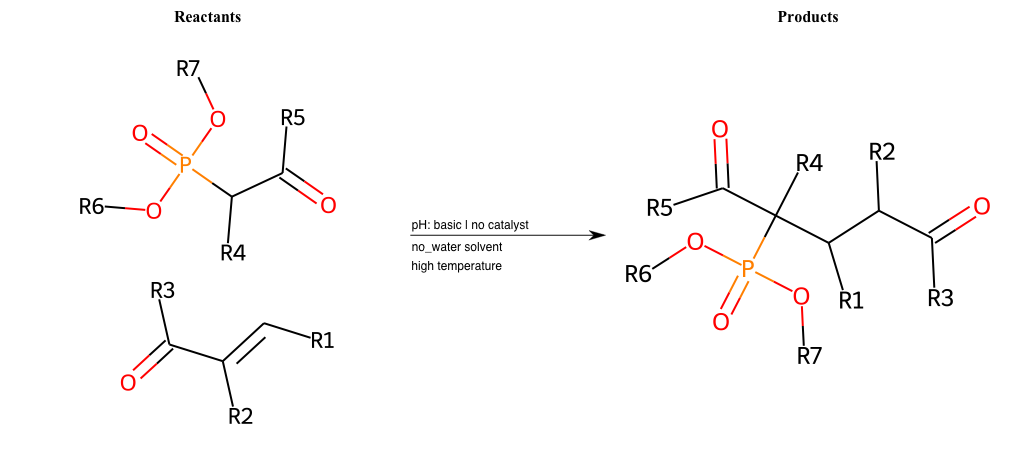 Reactants
Products
R7
O
O
R5
P
R6
O
O
R4
R3
R1
O
R2
pH: basic | no catalyst
no_water solvent
high temperature
O
R4
R2
R5
O
O
R6
P
O
R1
R3
O
R7